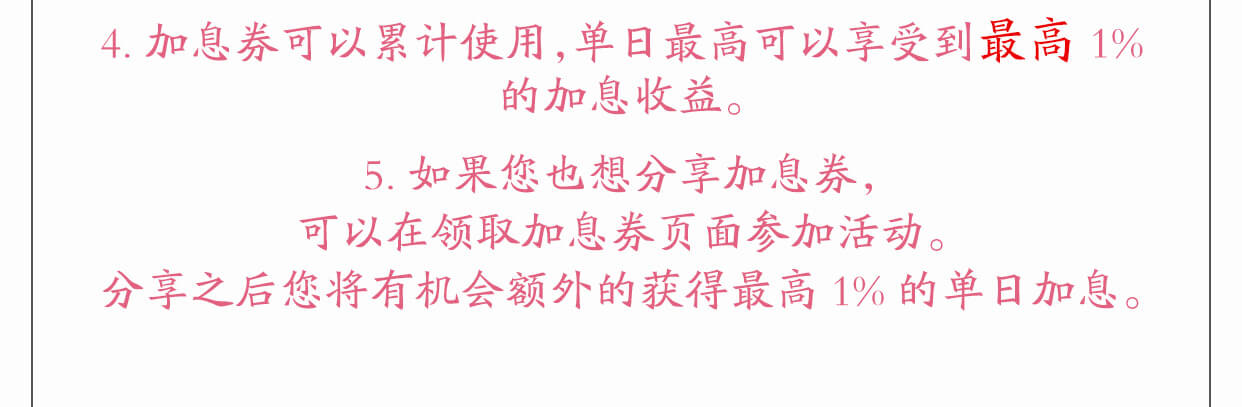 4. 加息券可以累计使用,单日最高可以享受到最高 1%
的加息收益。
5. 如果您也想分享加息券,
可以在领取加息券页面参加活动。
分享之后您将有机会额外的获得最高 1% 的单日加息。